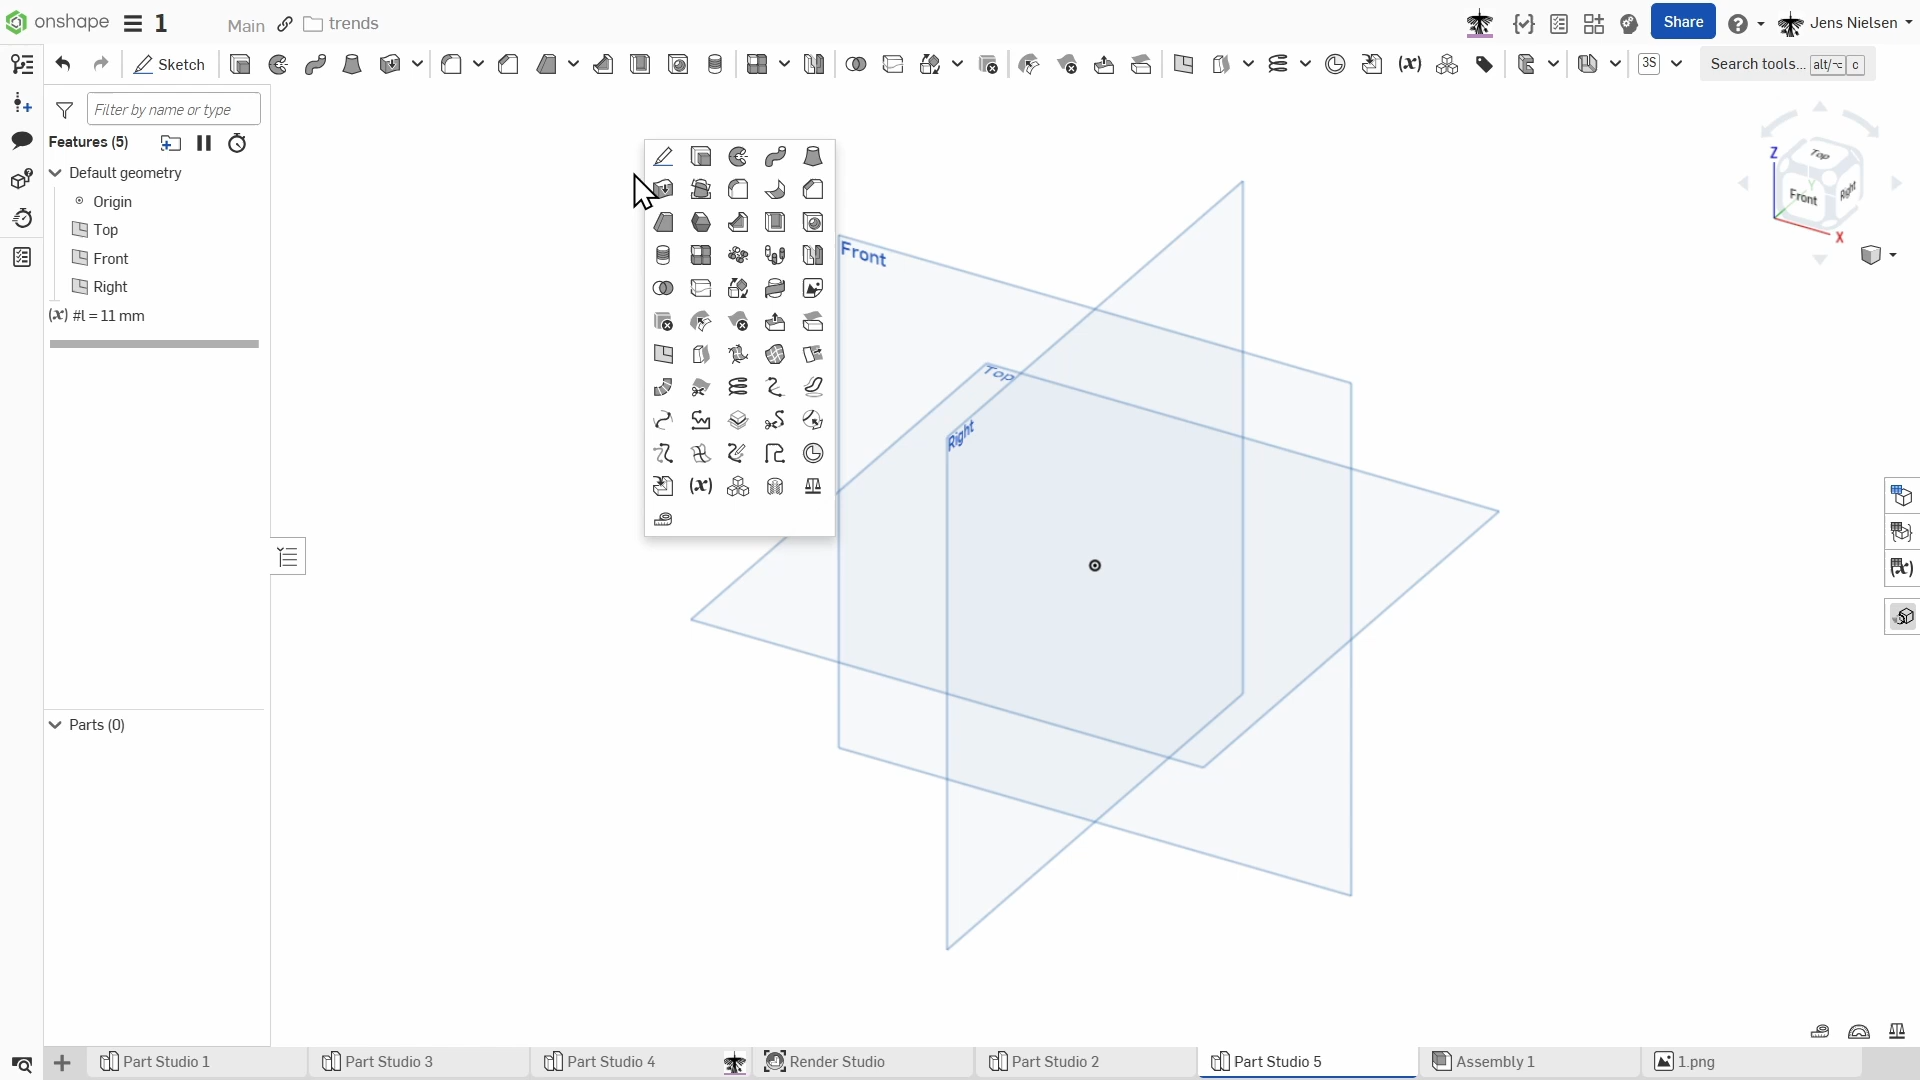 onshape 1 Main trends Share Jens Nielsen
Sketch (x) 3S Search tools... alt/⌥ c
Filter by name or type
Features (5)
Default geometry
Origin
Top
Front
Right
(x) #l = 11 mm
Parts (0)
(x)
Front
Top
Right
Z
Top
Y
Front
Right
X
(x)
Part Studio 1
Part Studio 3
Part Studio 4
Render Studio
Part Studio 2
Part Studio 5
Assembly 1
1.png